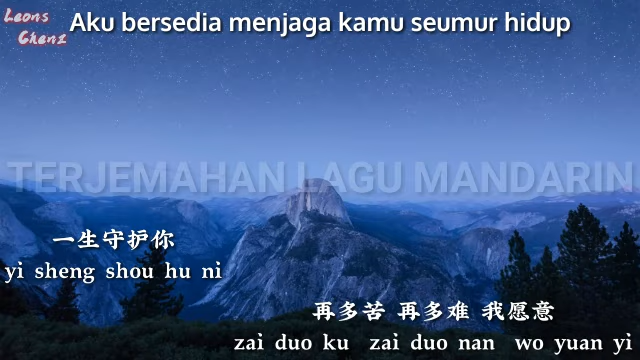 Leons
Chenz
Aku bersedia menjaga kamu seumur hidup
TERJEMAHAN LAGU MANDARIN
一生守护你
yi sheng shou hu ni
再多苦 再多难 我愿意
zai duo ku zai duo nan wo yuan yi